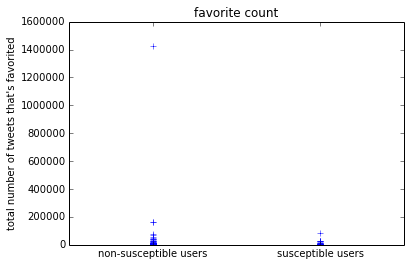 favorite count
total number of tweets that's favorited
1600000
1400000
1200000
1000000
800000
600000
400000
200000
0
non-susceptible users
susceptible users